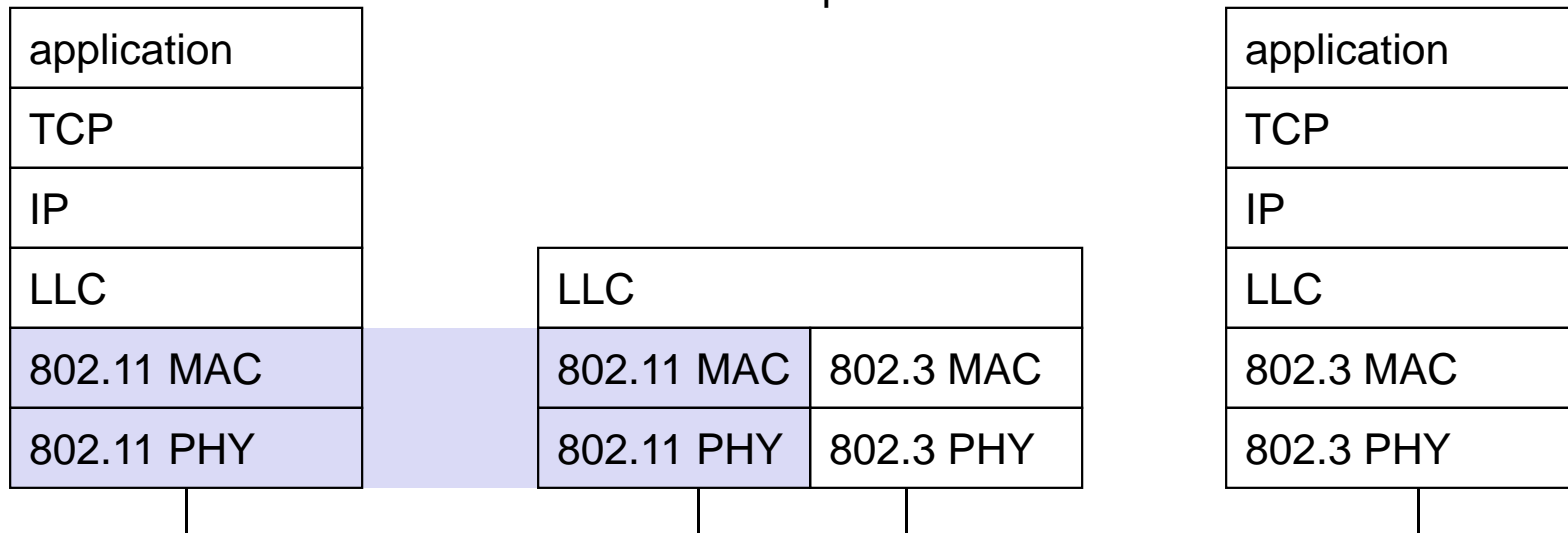 application
TCP
IP
LLC
802.11 MAC
802.11 PHY
LLC
802.11 MAC
802.3 MAC
802.11 PHY
802.3 PHY
application
TCP
IP
LLC
802.3 MAC
802.3 PHY